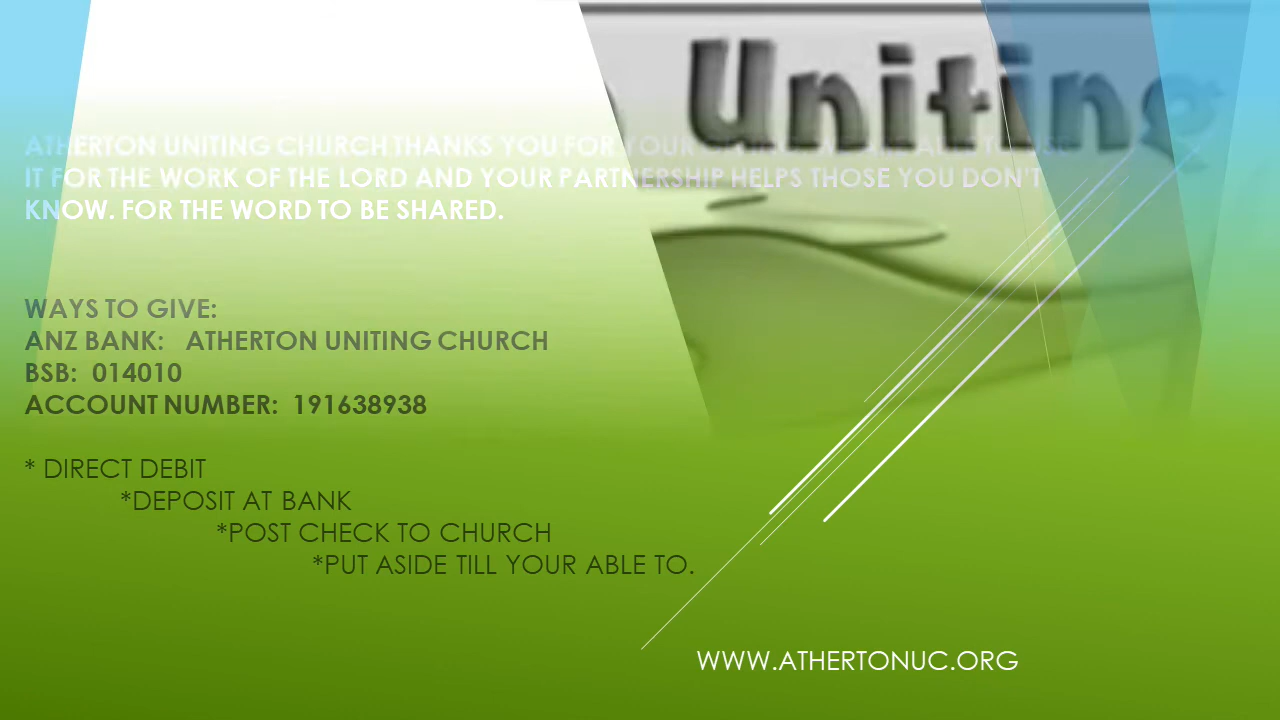 Uniting
ATHERTON UNITING CHURCH THANKS YOU FOR YOUR
IT FOR THE WORK OF THE LORD AND YOUR PARTNERSHIP HELPS THOSE YOU DON'T
KNOW. FOR THE WORD TO BE SHARED.
WAYS TO GIVE:
ANZ BANK: ATHERTON UNITING CHURCH
BSB: 014010
ACCOUNT NUMBER: 191638938
* DIRECT DEBIT
*DEPOSIT AT BANK
*POST CHECK TO CHURCH
*PUT ASIDE TILL YOUR ABLE TO.
WWW.ATHERTONUC.ORG